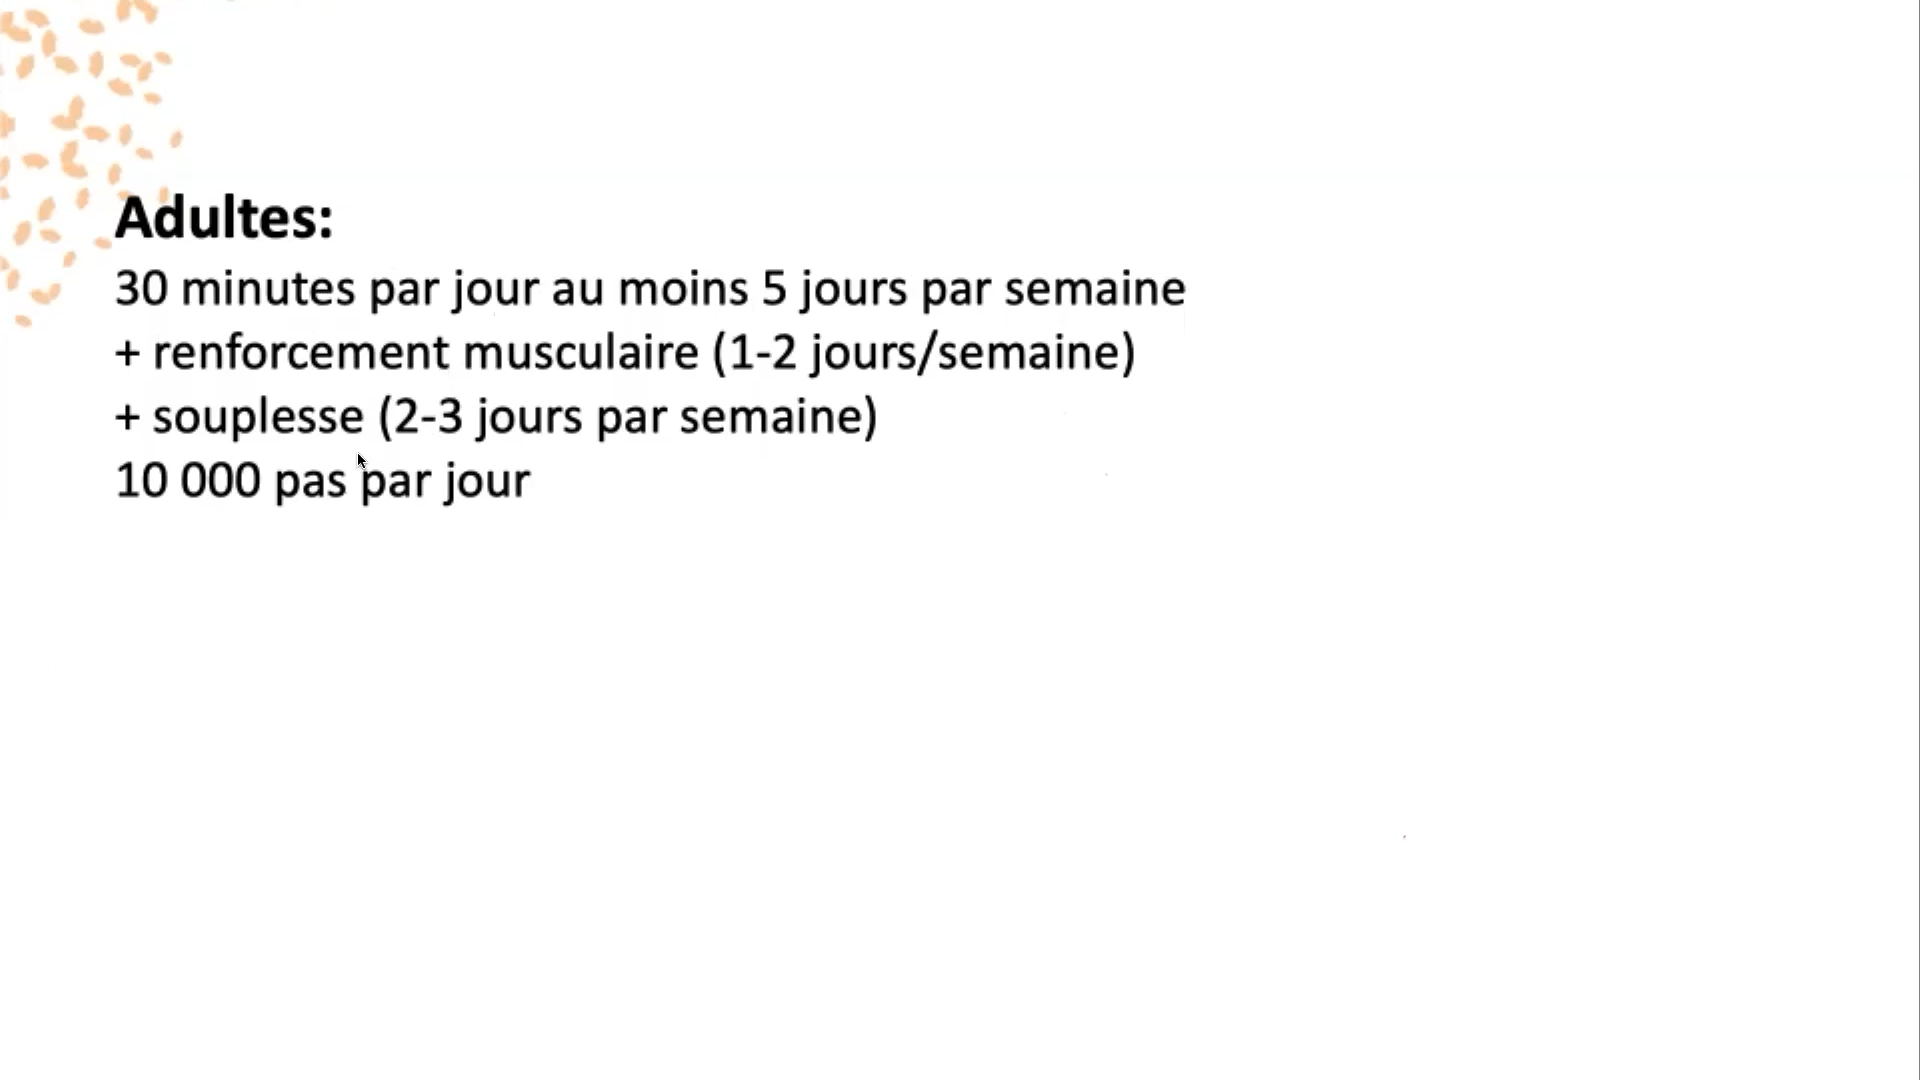 Adultes:
30 minutes par jour au moins 5 jours par semaine
+ renforcement musculaire (1-2 jours/semaine)
+ souplesse (2-3 jours par semaine)
10 000 pas par jour